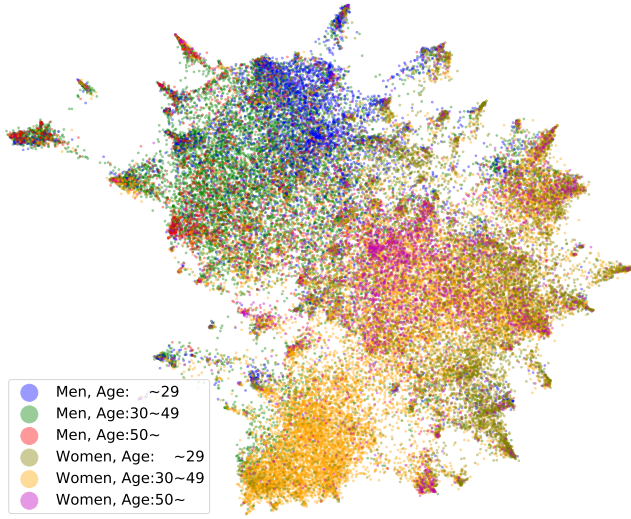 Men, Age:    ~29
Men, Age:30~49
Men, Age:50~
Women, Age:    ~29
Women, Age:30~49
Women, Age:50~